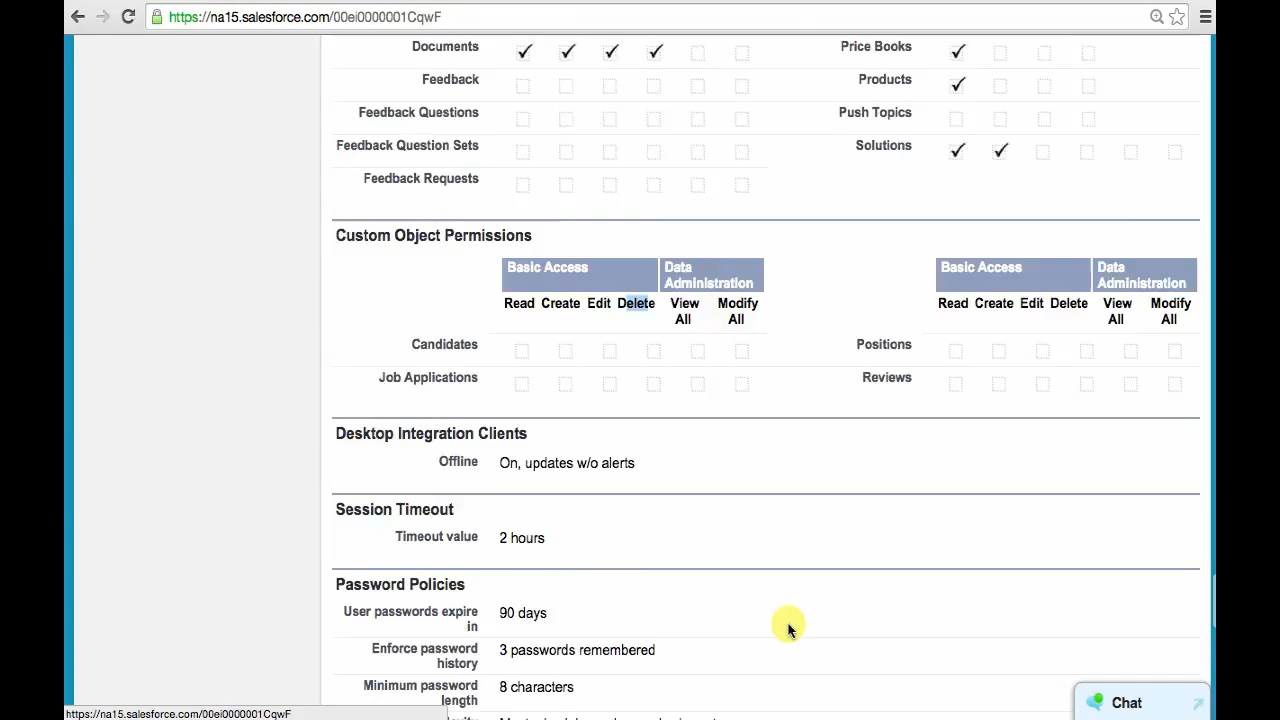 https://na15.salesforce.com/00ei0000001CqwF
Documents
Price Books
Feedback
Products
Feedback Questions
Push Topics
Feedback Question Sets
Solutions
Feedback Requests
Custom Object Permissions
Basic Access Data Administration Basic Access Data Administration
Read Create Edit Delete View All Modify All Read Create Edit Delete View All Modify All
Candidates
Positions
Job Applications
Reviews
Desktop Integration Clients
Offline On, updates w/o alerts
Session Timeout
Timeout value 2 hours
Password Policies
User passwords expire in 90 days
Enforce password history 3 passwords remembered
Minimum password length 8 characters
Chat
https://na15.salesforce.com/00ei0000001CqwF